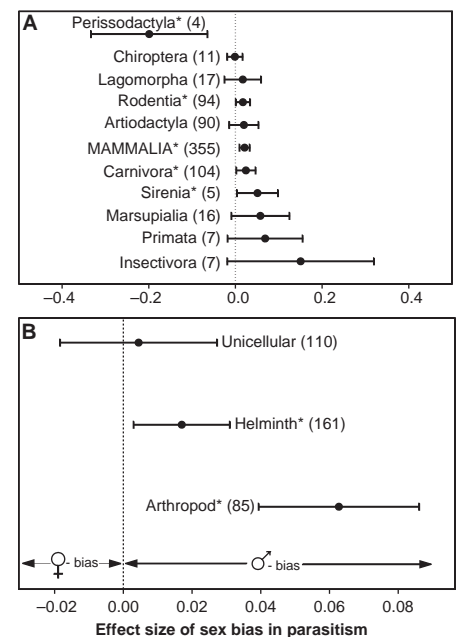 A
Perissodactyla* (4)
Chiroptera (11)
Lagomorpha (17)
Rodentia* (94)
Artiodactyla (90)
MAMMALIA* (355)
Carnivora* (104)
Sirenia* (5)
Marsupialia (16)
Primata (7)
Insectivora (7)
−0.4 −0.2 0.0 0.2 0.4
B
Unicellular (110)
Helminth* (161)
Arthropod* (85)
♀- bias ♂- bias
−0.02 0.00 0.02 0.04 0.06 0.08
Effect size of sex bias in parasitism